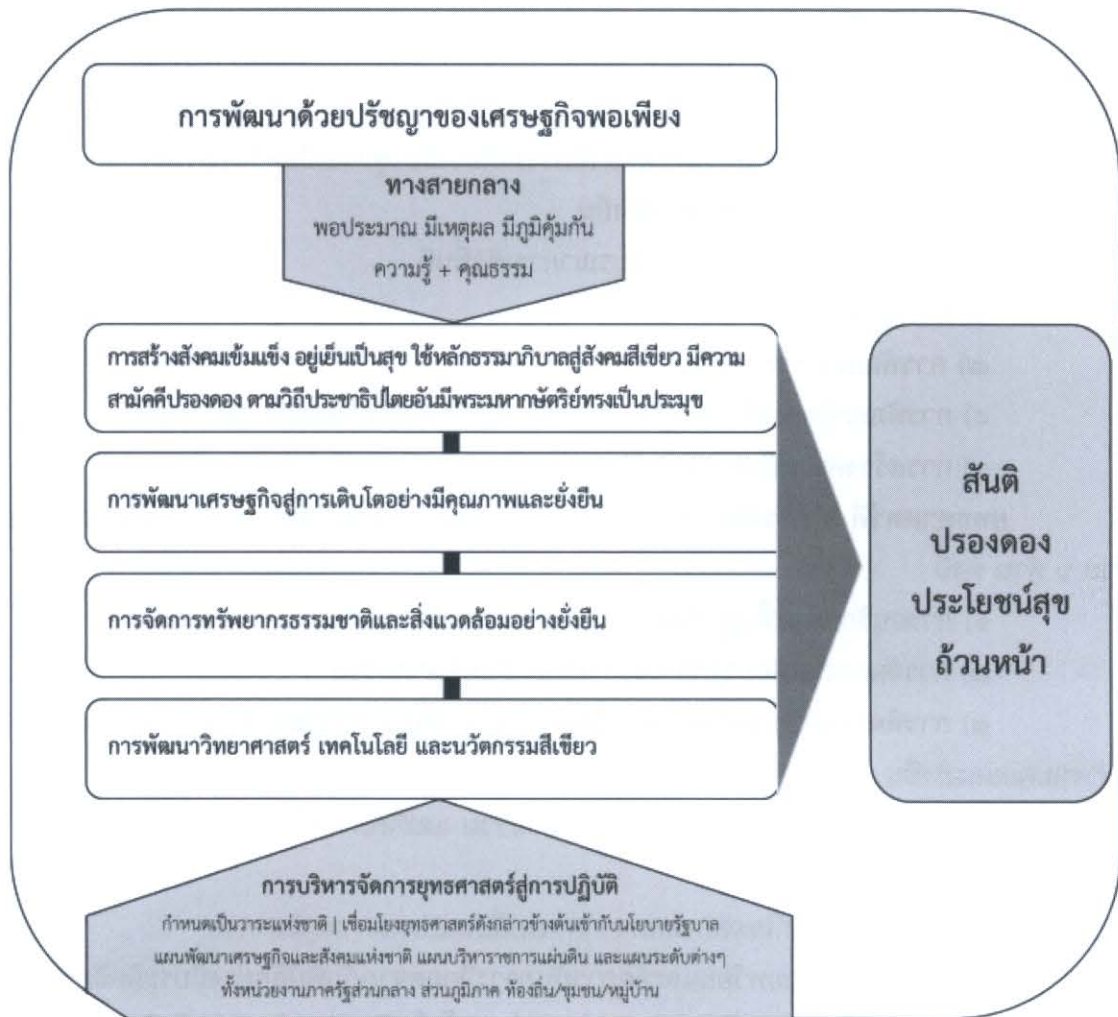 การพัฒนาด้วยปรัชญาของเศรษฐกิจพอเพียง
ทางสายกลาง
พอประมาณ มีเหตุผล มีภูมิคุ้มกัน
ความรู้ + คุณธรรม
การสร้างสังคมเข้มแข็ง อยู่เย็นเป็นสุข ใช้หลักธรรมาภิบาลสู่สังคมสีเขียว มีความ
สามัคคีปรองดอง ตามวิถีประชาธิปไตยอันมีพระมหากษัตริย์ทรงเป็นประมุข
การพัฒนาเศรษฐกิจสู่การเติบโตอย่างมีคุณภาพและยั่งยืน
การจัดการทรัพยากรธรรมชาติและสิ่งแวดล้อมอย่างยั่งยืน
การพัฒนาวิทยาศาสตร์ เทคโนโลยี และนวัตกรรมสีเขียว
สันติ
ปรองดอง
ประโยชน์สุข
ถ้วนหน้า
การบริหารจัดการยุทธศาสตร์สู่การปฏิบัติ
กำหนดเป็นวาระแห่งชาติ | เชื่อมโยงยุทธศาสตร์ดังกล่าวข้างต้นเข้ากับนโยบายรัฐบาล
แผนพัฒนาเศรษฐกิจและสังคมแห่งชาติ แผนบริหาราชการแผ่นดิน และแผนระดับต่างๆ
ทั้งหน่วยงานภาครัฐส่วนกลาง ส่วนภูมิภาค ท้องถิ่น/ชุมชน/หมู่บ้าน